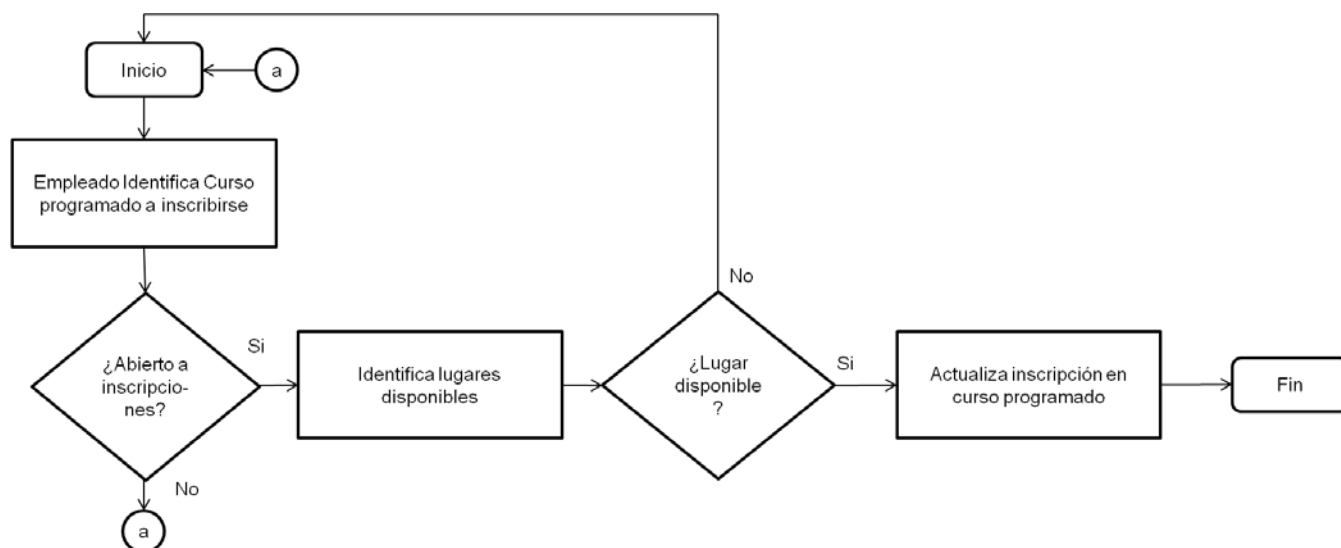 Inicio
a
Empleado Identifica Curso
programado a inscribirse
¿Abierto a
inscripcio-
nes?
Si
No
a
Identifica lugares
disponibles
¿Lugar
disponible
?
No
Si
Actualiza inscripción en
curso programado
Fin